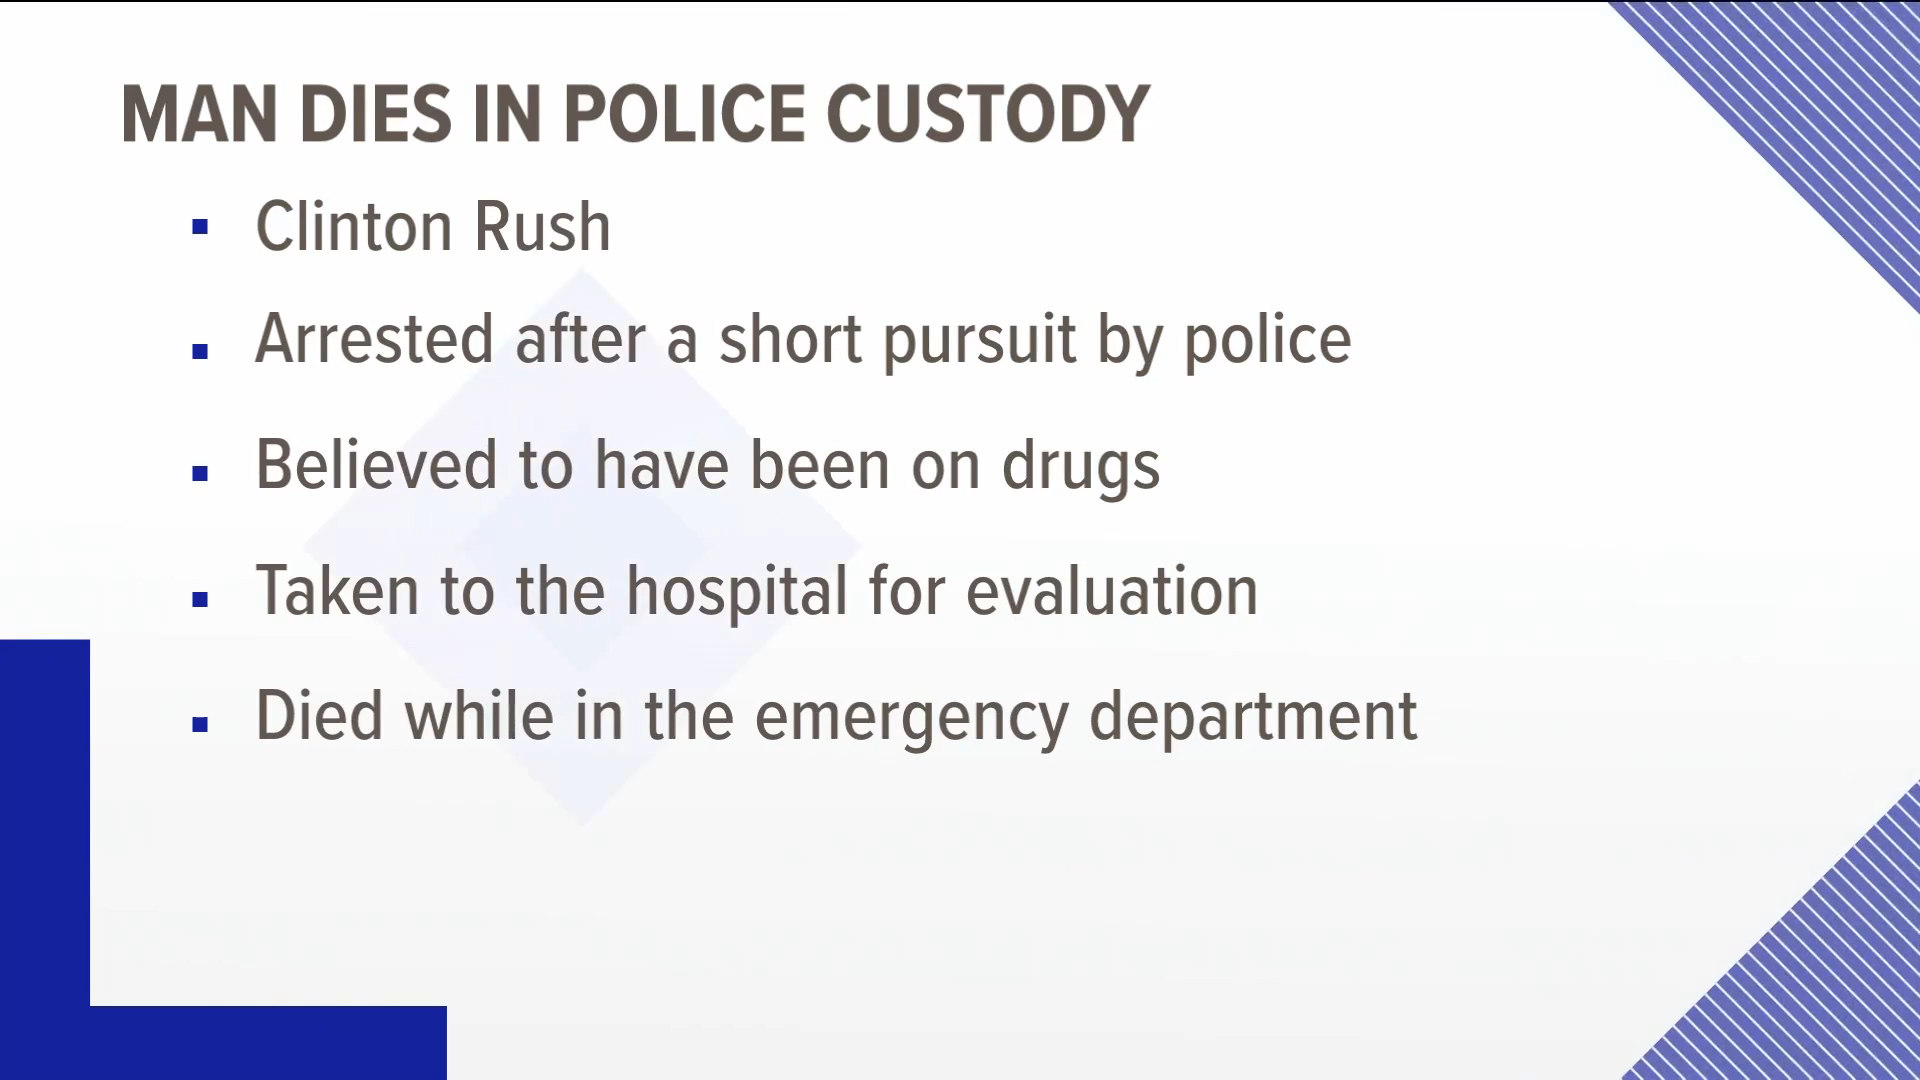 MAN DIES IN POLICE CUSTODY
Clinton Rush
Arrested after a short pursuit by police
Believed to have been on drugs
Taken to the hospital for evaluation
Died while in the emergency department